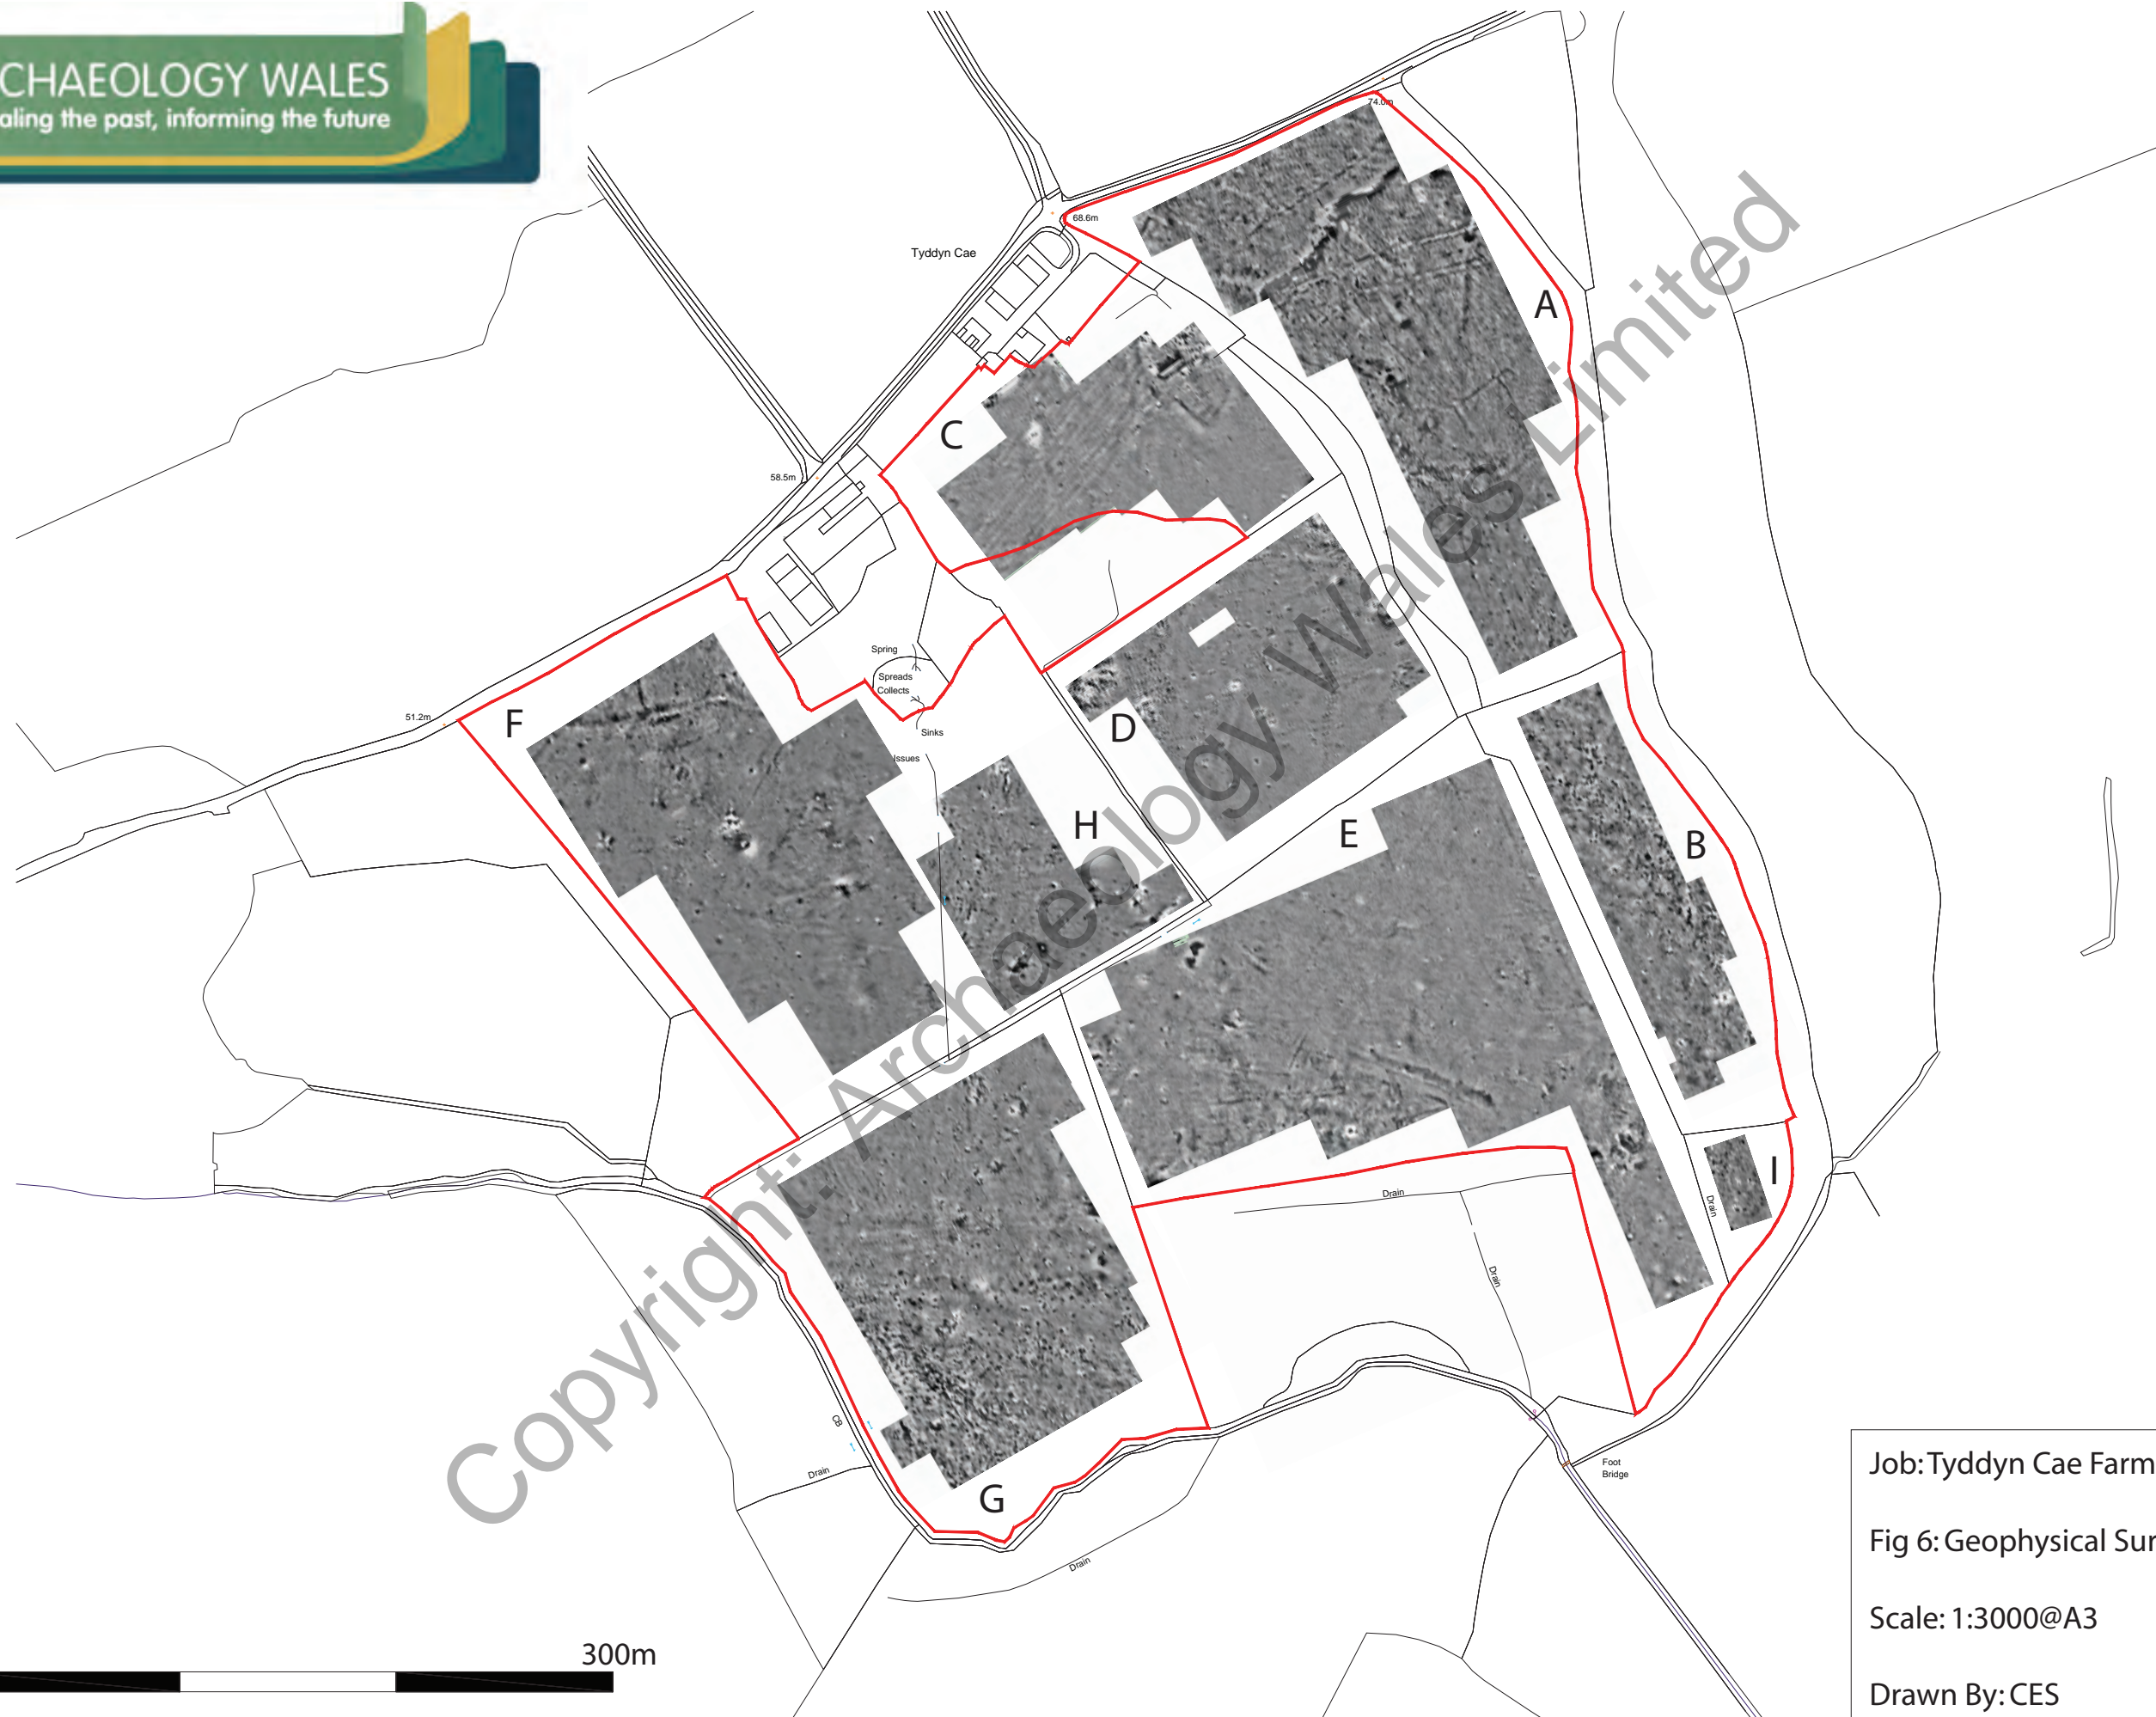 CHAEOLOGY WALES
aling the past, informing the future
74.0m
68.6m
Tyddyn Cae
A
C
58.5m
Spring
Spreads
Collects
51.2m
F
D
Sinks
Issues
H
E
B
I
Drain
Drain
Drain
CB
Drain
G
Foot
Bridge
Drain
Copyright: Archaeology Wales Limited
300m
Job: Tyddyn Cae Farm
Fig 6: Geophysical Sur
Scale: 1:3000@A3
Drawn By: CES